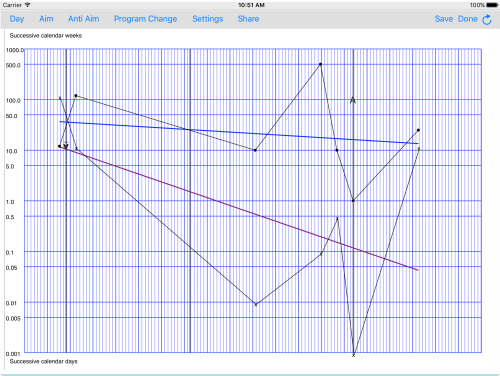 Carrier 10:51 AM 100%
Day Aim Anti Aim Program Change Settings Share Save Done
Successive calendar weeks
1000.0
500.0
100.0
50.0
10.0
5.0
1.0
0.5
0.1
0.05
0.01
0.005
0.001
A
Successive calendar days